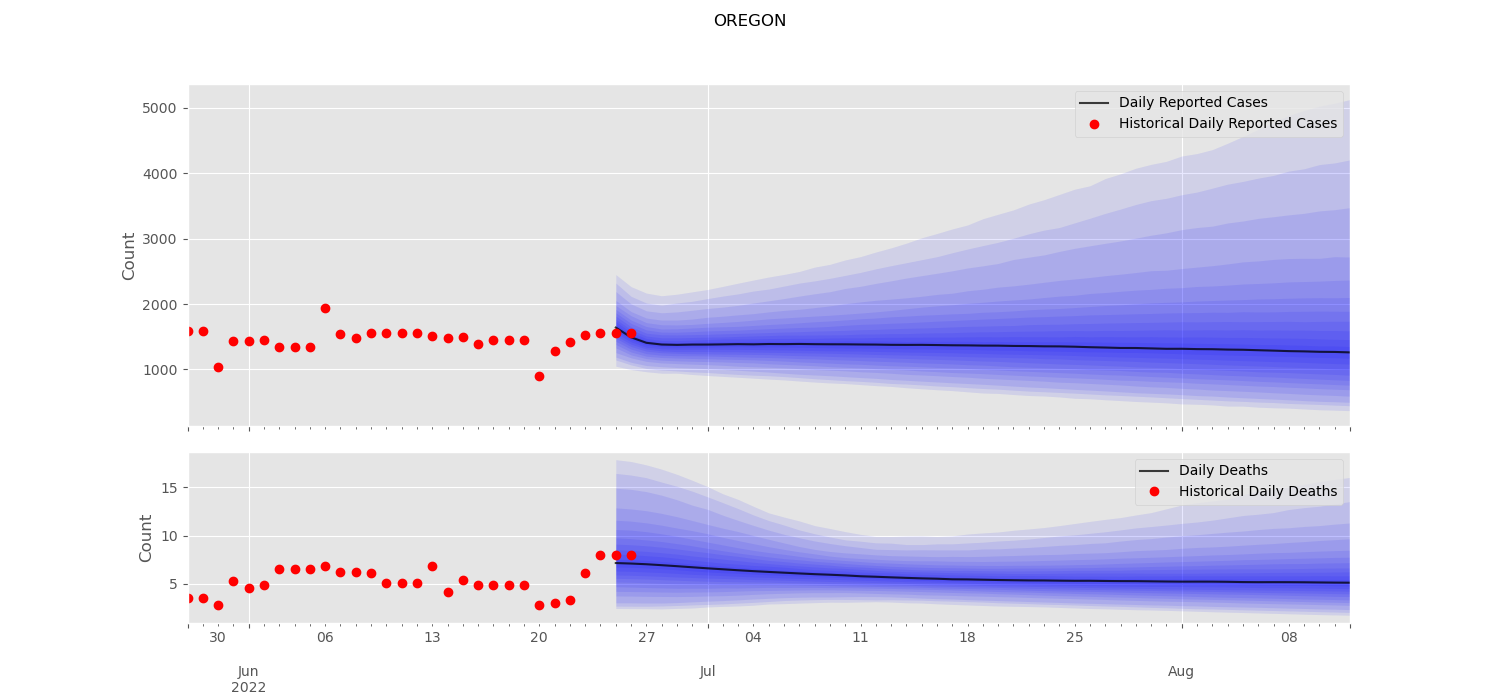 OREGON
5000
4000
3000
2000
1000
Count
Daily Reported Cases
Historical Daily Reported Cases
15
10
5
Count
Daily Deaths
Historical Daily Deaths
30 06 13 20 27 04 11 18 25 08
Jun Jul Aug
2022